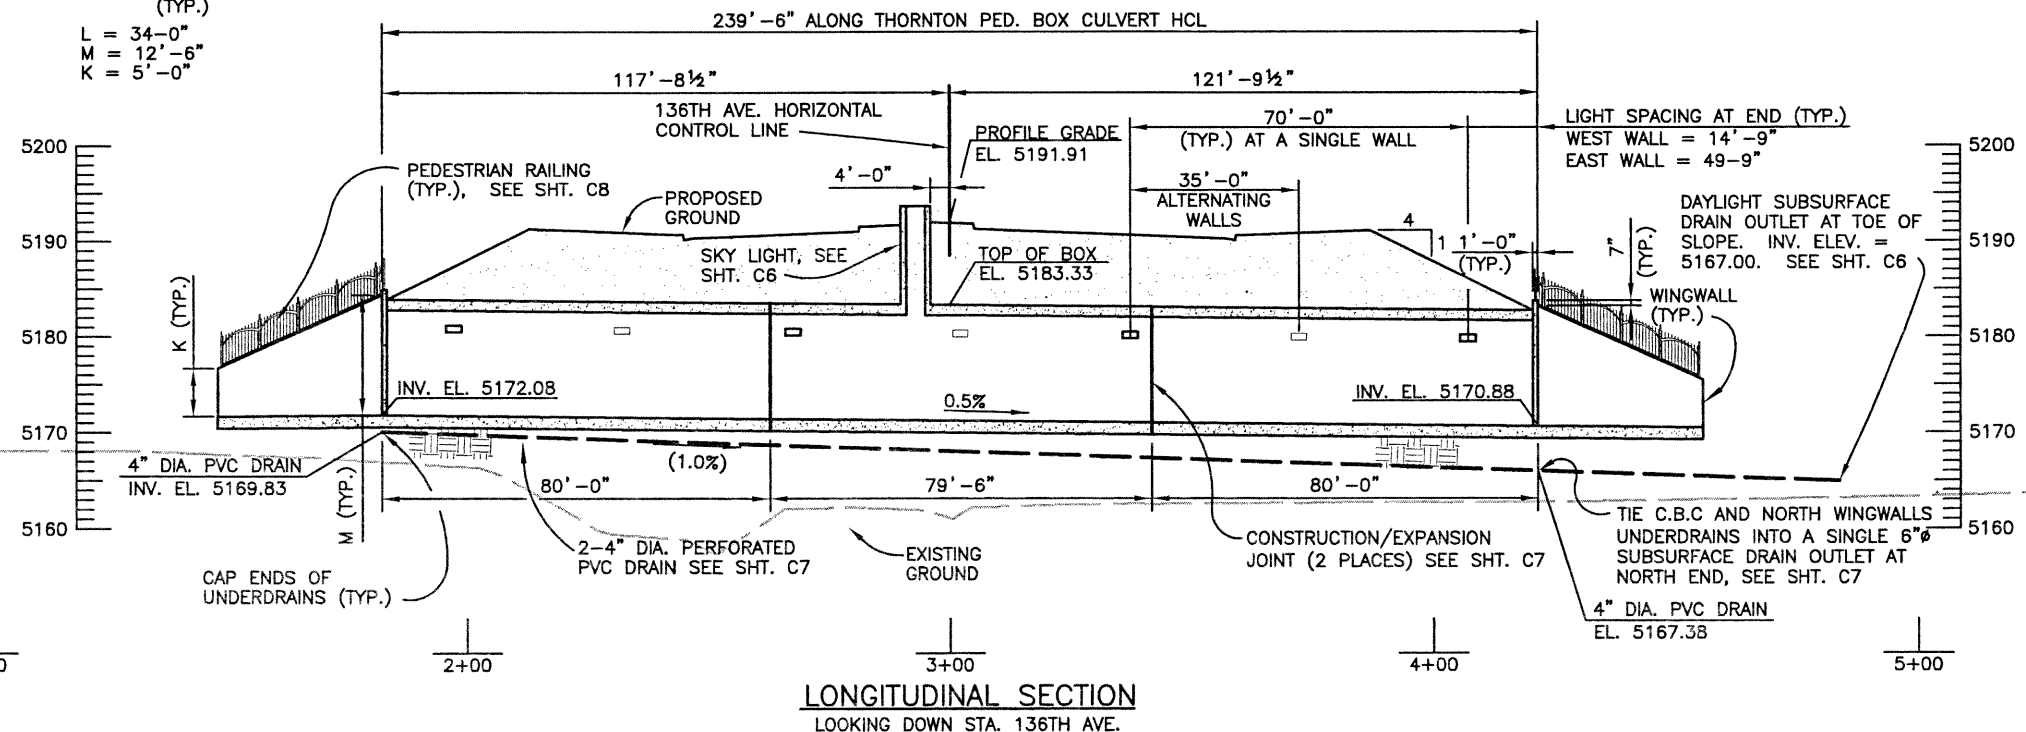 (TYP.)
L = 34-0"
M = 12'-6"
K = 5'-0"
239'-6" ALONG THORNTON PED. BOX CULVERT HCL
117'-8½"
121'-9½"
136TH AVE. HORIZONTAL
CONTROL LINE
PROFILE GRADE
EL. 5191.91
70'-0"
(TYP.) AT A SINGLE WALL
LIGHT SPACING AT END (TYP.)
WEST WALL = 14'-9"
EAST WALL = 49-9"
5200
5190
5180
5170
5160
5200
5190
5180
5170
5160
PEDESTRIAN RAILING
(TYP.), SEE SHT. C8
PROPOSED
GROUND
4'-0"
35'-0"
ALTERNATING
WALLS
SKY LIGHT, SEE
SHT. C6
TOP OF BOX
EL. 5183.33
4
1
1'-0"
(TYP.)
7"
(TYP.)
DAYLIGHT SUBSURFACE
DRAIN OUTLET AT TOE OF
SLOPE. INV. ELEV. =
5167.00. SEE SHT. C6
WINGWALL
(TYP.)
K (TYP.)
INV. EL. 5172.08
0.5%
INV. EL. 5170.88
4" DIA. PVC DRAIN
INV. EL. 5169.83
M (TYP.)
(1.0%)
80'-0"
79'-6"
80'-0"
CAP ENDS OF
UNDERDRAINS (TYP.)
2-4" DIA. PERFORATED
PVC DRAIN SEE SHT. C7
EXISTING
GROUND
CONSTRUCTION/EXPANSION
JOINT (2 PLACES) SEE SHT. C7
TIE C.B.C AND NORTH WINGWALLS
UNDERDRAINS INTO A SINGLE 6"ø
SUBSURFACE DRAIN OUTLET AT
NORTH END, SEE SHT. C7
4" DIA. PVC DRAIN
EL. 5167.38
0
2+00
3+00
4+00
5+00
LONGITUDINAL SECTION
LOOKING DOWN STA. 136TH AVE.